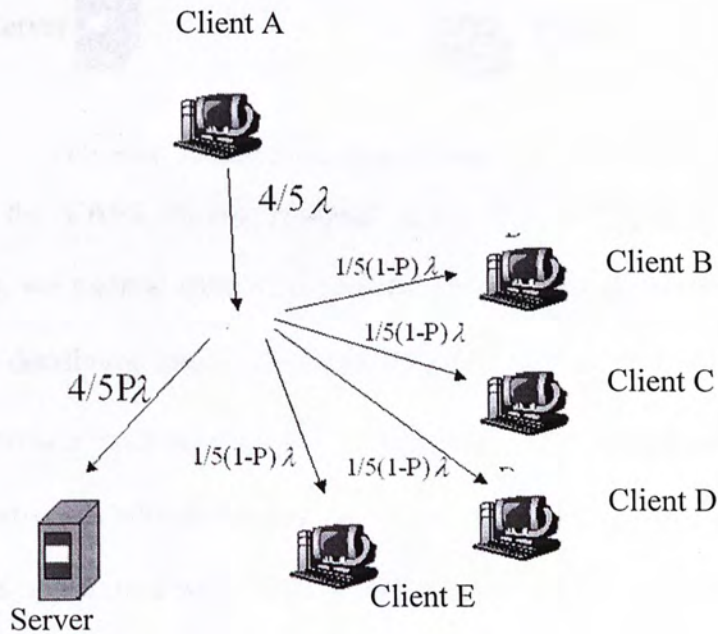 Client A
4/5 λ
1/5(1-P) λ
Client B
1/5(1-P) λ
Client C
4/5Pλ
1/5(1-P) λ
1/5(1-P) λ
Client D
Client E
Server